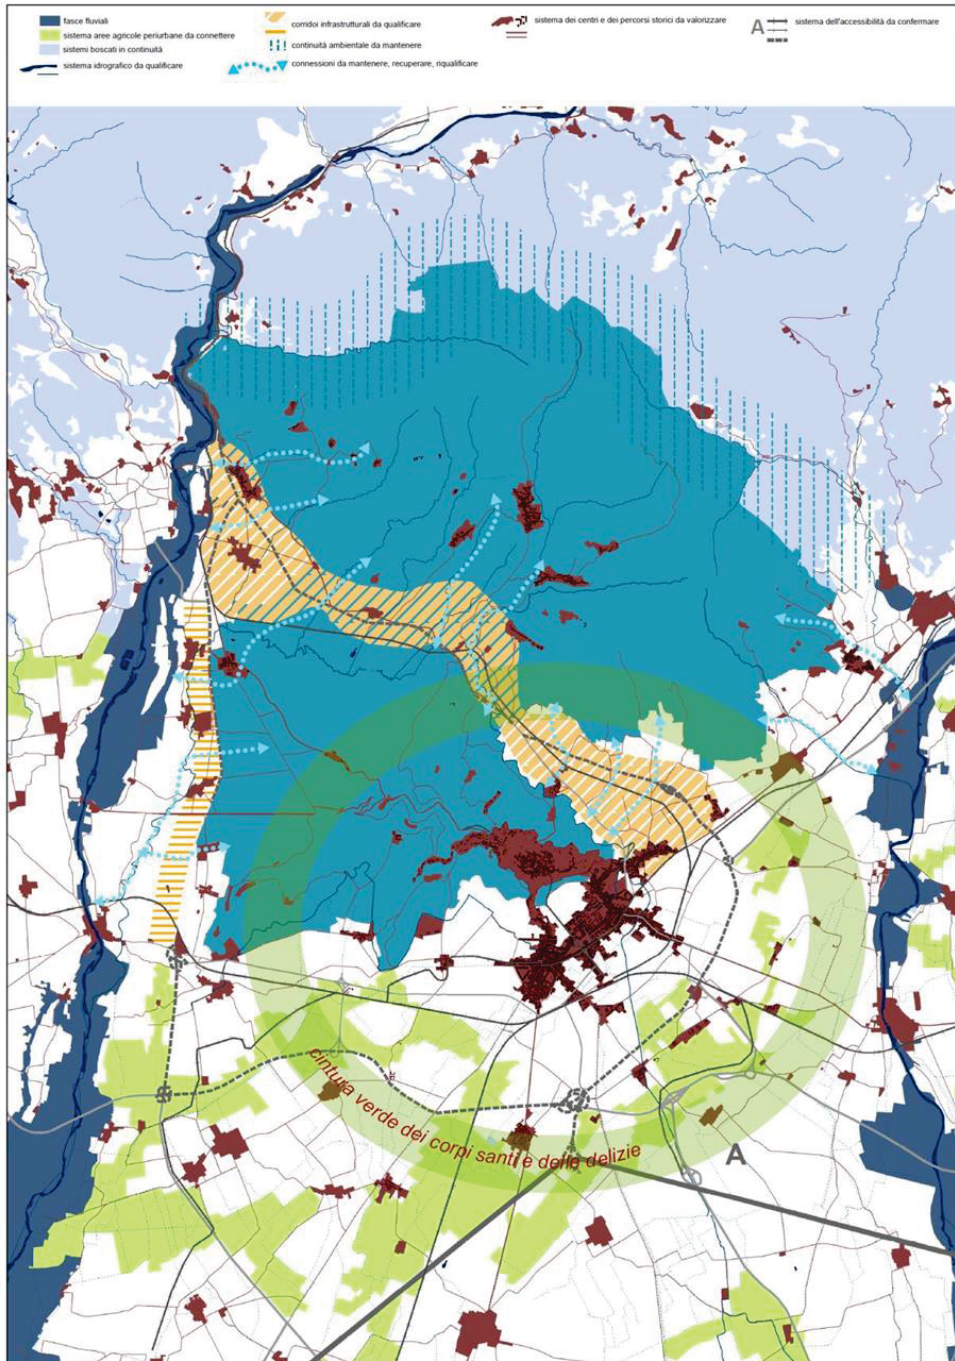 fasce fluviali
sistema aree agricole periurbane da connettere
sistemi boscati in continuità
sistema idrografico da qualificare
corridoi infrastrutturali da qualificare
continuità ambientale da mantenere
connessioni da mantenere, recuperare, riqualificare
sistema dei centri e dei percorsi storici da valorizzare
A
sistema dell'accessibilità da confermare
cintura verde dei corpi santi e delle delizie
A